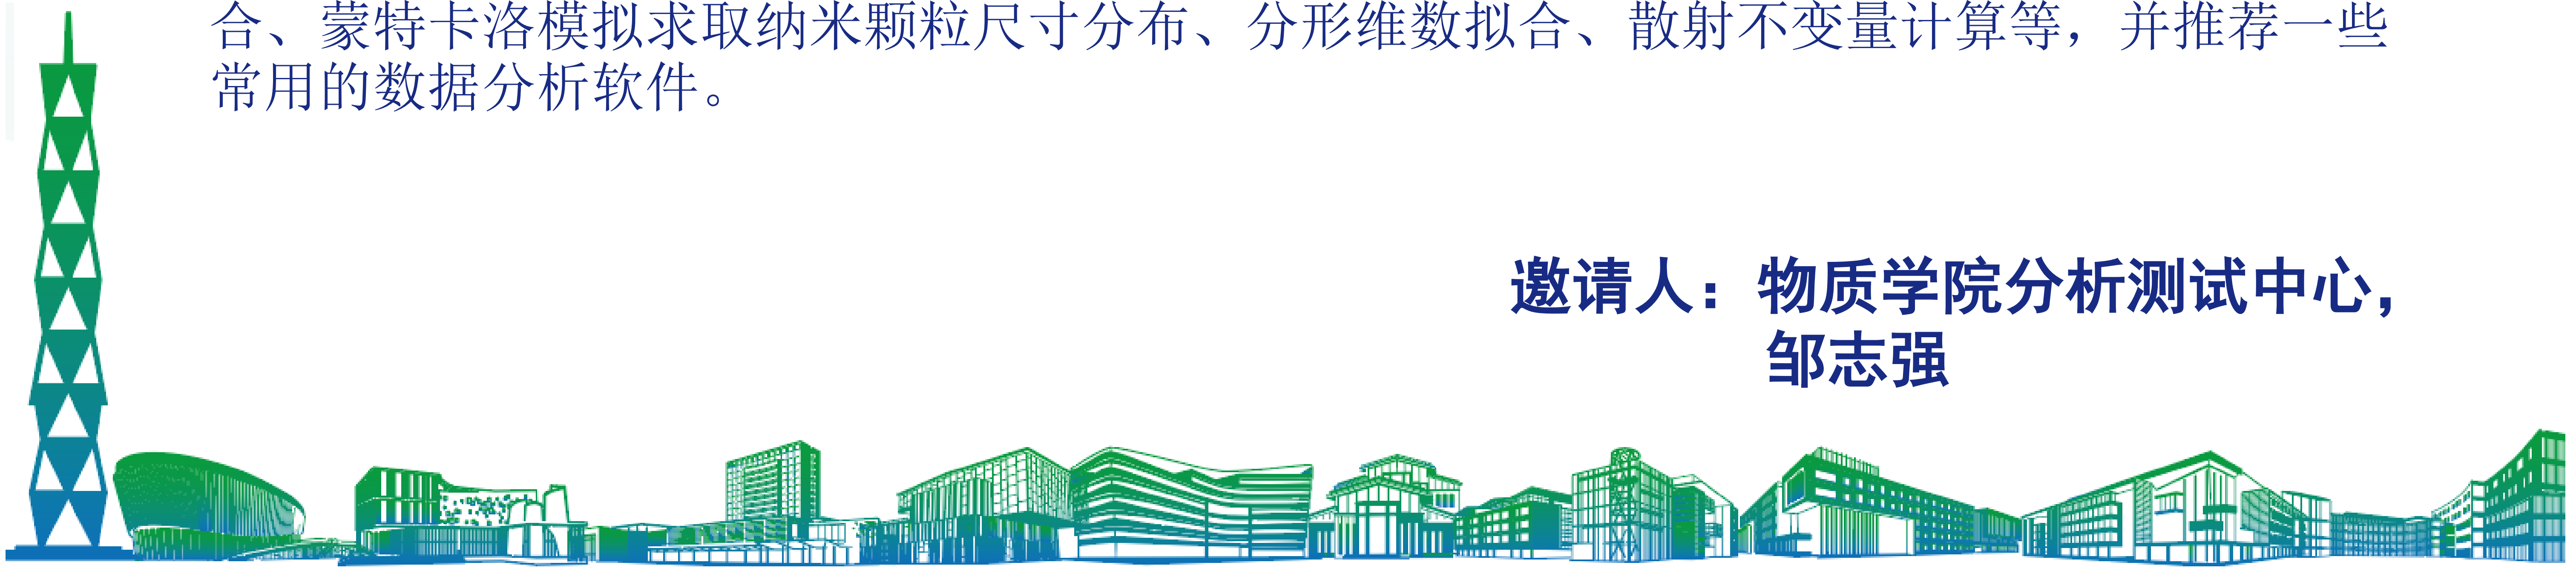 合、蒙特卡洛模拟求取纳米颗粒尺寸分布、分形维数拟合、散射不变量计算等，并推荐一些
常用的数据分析软件。
邀请人：物质学院分析测试中心，
邹志强